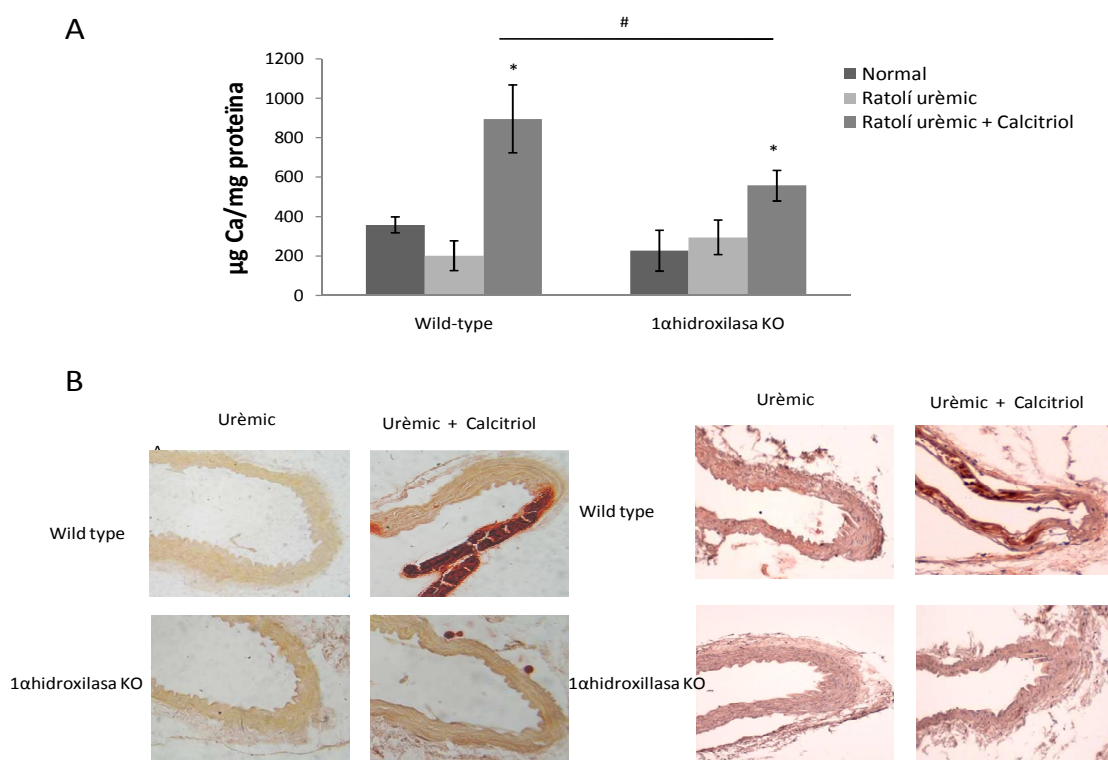 A
#
1200
1000
800
600
400
200
0
µg Ca/mg proteïna
*
*
Wild-type
1αhidroxilasa KO
Normal
Ratolí urèmic
Ratolí urèmic + Calcitriol
B
Urèmic
Urèmic + Calcitriol
Urèmic
Urèmic + Calcitriol
Wild type
Wild type
1αhidroxilasa KO
1αhidroxillasa KO